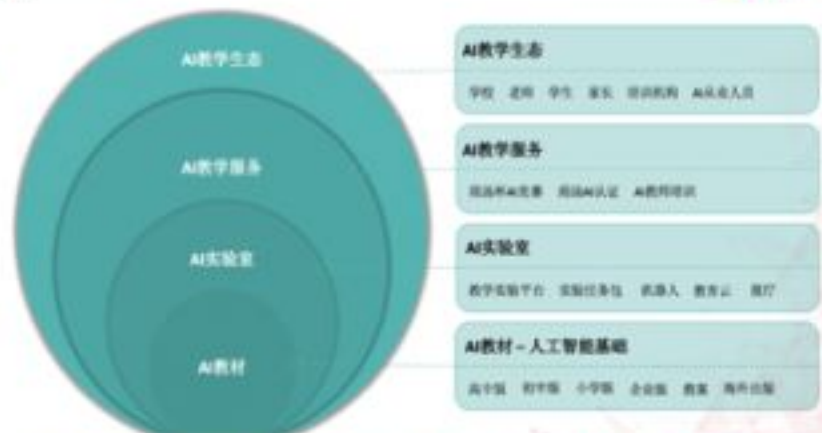 AI教学生态
AI教学服务
AI实验室
AI教材
AI教学生态
学校 老师 学生 家长 培训机构 AI从业人员
AI教学服务
AI教师培训
AI实验室
教学实验平台 实验任务包 机器人 教育云 展厅
AI教材 – 人工智能基础
高中版 初中版 小学版 企业版 教案 海外出版